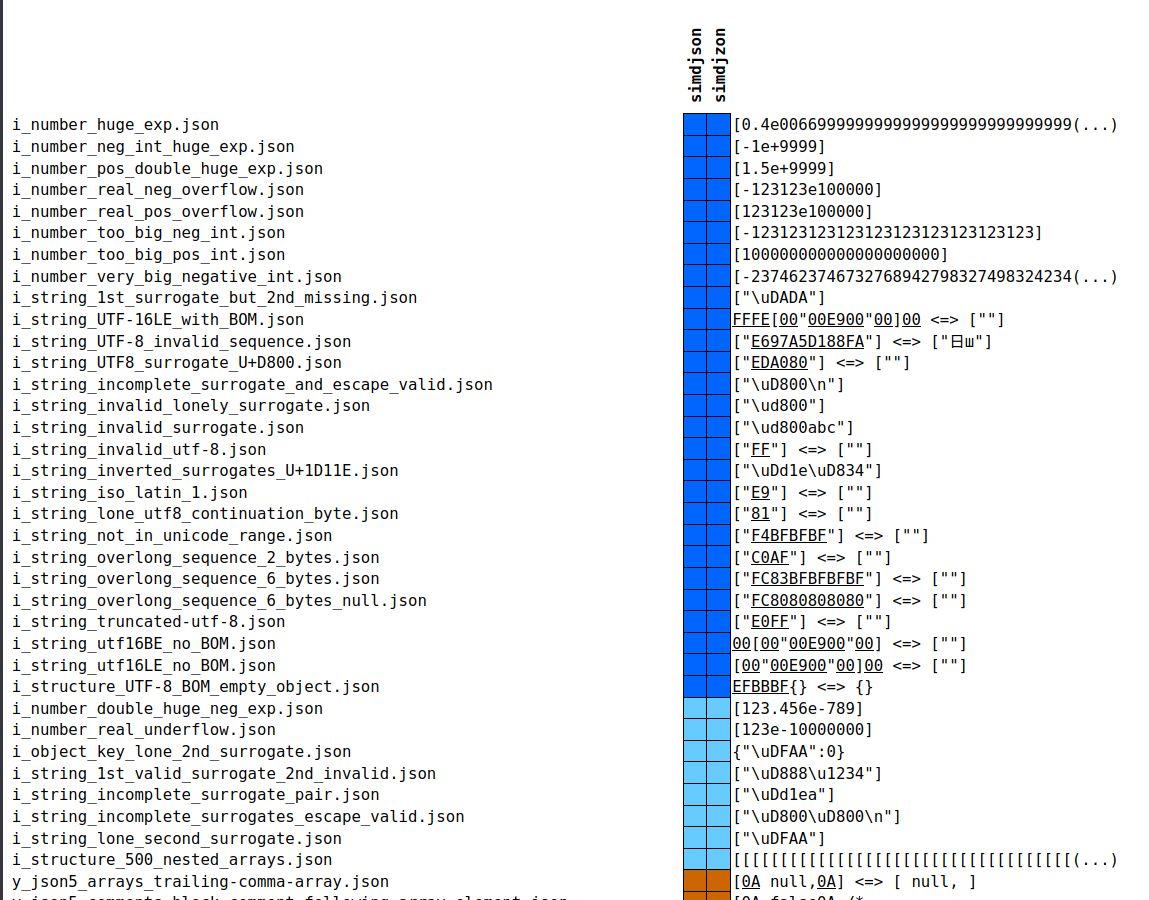 simdjson simdjzon
i_number_huge_exp.json [0.4e00669999999999999999999999999999(...)
i_number_neg_int_huge_exp.json [-1e+9999]
i_number_pos_double_huge_exp.json [1.5e+9999]
i_number_real_neg_overflow.json [-123123e100000]
i_number_real_pos_overflow.json [123123e100000]
i_number_too_big_neg_int.json [-123123123123123123123123123123]
i_number_too_big_pos_int.json [100000000000000000000]
i_number_very_big_negative_int.json [-237462374673276894279832749832423 4(...)
i_string_1st_surrogate_but_2nd_missing.json ["\uDADA"]
i_string_UTF-16LE_with_BOM.json FFFE[00"00E900"00]00 <=> [""]
i_string_UTF-8_invalid_sequence.json ["E697A5D188FA"] <=> ["日ш"]
i_string_UTF8_surrogate_U+D800.json ["EDA080"] <=> [""]
i_string_incomplete_surrogate_and_escape_valid.json ["\uD800\n"]
i_string_invalid_lonely_surrogate.json ["\ud800"]
i_string_invalid_surrogate.json ["\ud800abc"]
i_string_invalid_utf-8.json ["FF"] <=> [""]
i_string_inverted_surrogates_U+1D11E.json ["\uDd1e\uD834"]
i_string_iso_latin_1.json ["E9"] <=> [""]
i_string_lone_utf8_continuation_byte.json ["81"] <=> [""]
i_string_not_in_unicode_range.json ["F4BFBFBF"] <=> [""]
i_string_overlong_sequence_2_bytes.json ["C0AF"] <=> [""]
i_string_overlong_sequence_6_bytes.json ["FC83BFBFBFBF"] <=> [""]
i_string_overlong_sequence_6_bytes_null.json ["FC8080808080"] <=> [""]
i_string_truncated-utf-8.json ["E0FF"] <=> [""]
i_string_utf16BE_no_BOM.json 00[00"00E900"00] <=> [""]
i_string_utf16LE_no_BOM.json [00"00E900"00]00 <=> [""]
i_structure_UTF-8_BOM_empty_object.json EFBBBF{} <=> {}
i_number_double_huge_neg_exp.json [123.456e-789]
i_number_real_underflow.json [123e-10000000]
i_object_key_lone_2nd_surrogate.json {"\uDFAA":0}
i_string_1st_valid_surrogate_2nd_invalid.json ["\uD888\u1234"]
i_string_incomplete_surrogate_pair.json ["\uDd1ea"]
i_string_incomplete_surrogates_escape_valid.json ["\uD800\uD800\n"]
i_string_lone_second_surrogate.json ["\uDFAA"]
i_structure_500_nested_arrays.json [[[[[[[[[[[[[[[[[[[[[[[[[[[[[[[[[[[[(...)
y_json5_arrays_trailing-comma-array.json [0A null,0A] <=> [ null, ]